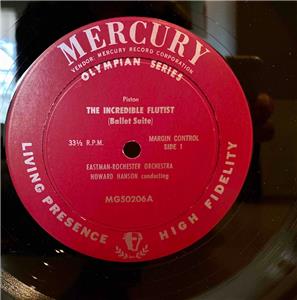 MERCURY
VENDOR: MERCURY RECORD CORPORATION
OLYMPIAN SERIES
Piston
THE INCREDIBLE FLUTIST
(Ballet Suite)
33⅓ R.P.M.
MARGIN CONTROL
SIDE 1
EASTMAN-ROCHESTER ORCHESTRA
HOWARD HANSON conducting
MG50206A
LIVING PRESENCE
HIGH FIDELITY